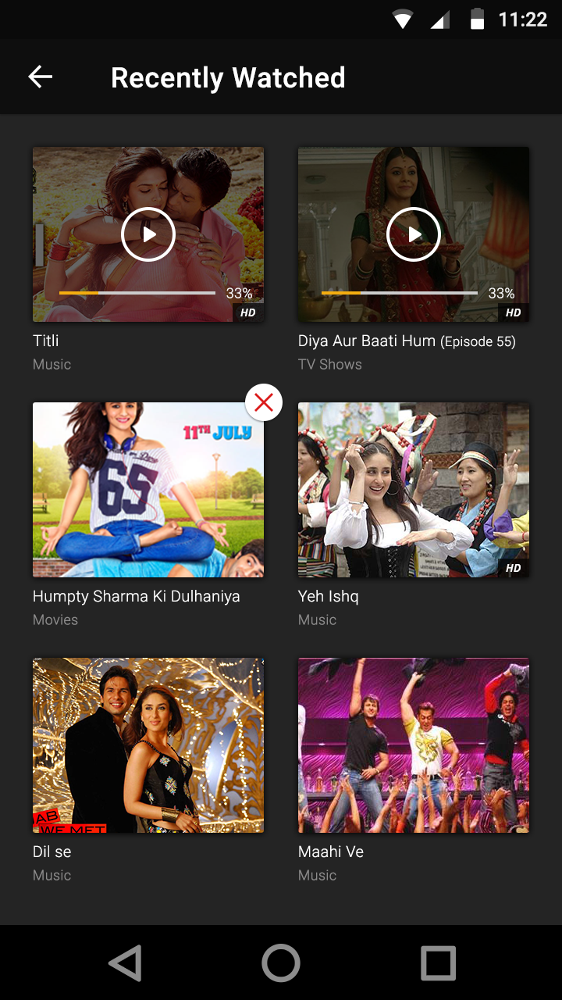 11:22
Recently Watched
33%
HD
33%
HD
Titli
Music
Diya Aur Baati Hum (Episode 55)
TV Shows
11TH JULY
65
Humpty Sharma Ki Dulhaniya
Movies
HD
Yeh Ishq
Music
.com
JAB
WE MET
Dil se
Music
Maahi Ve
Music